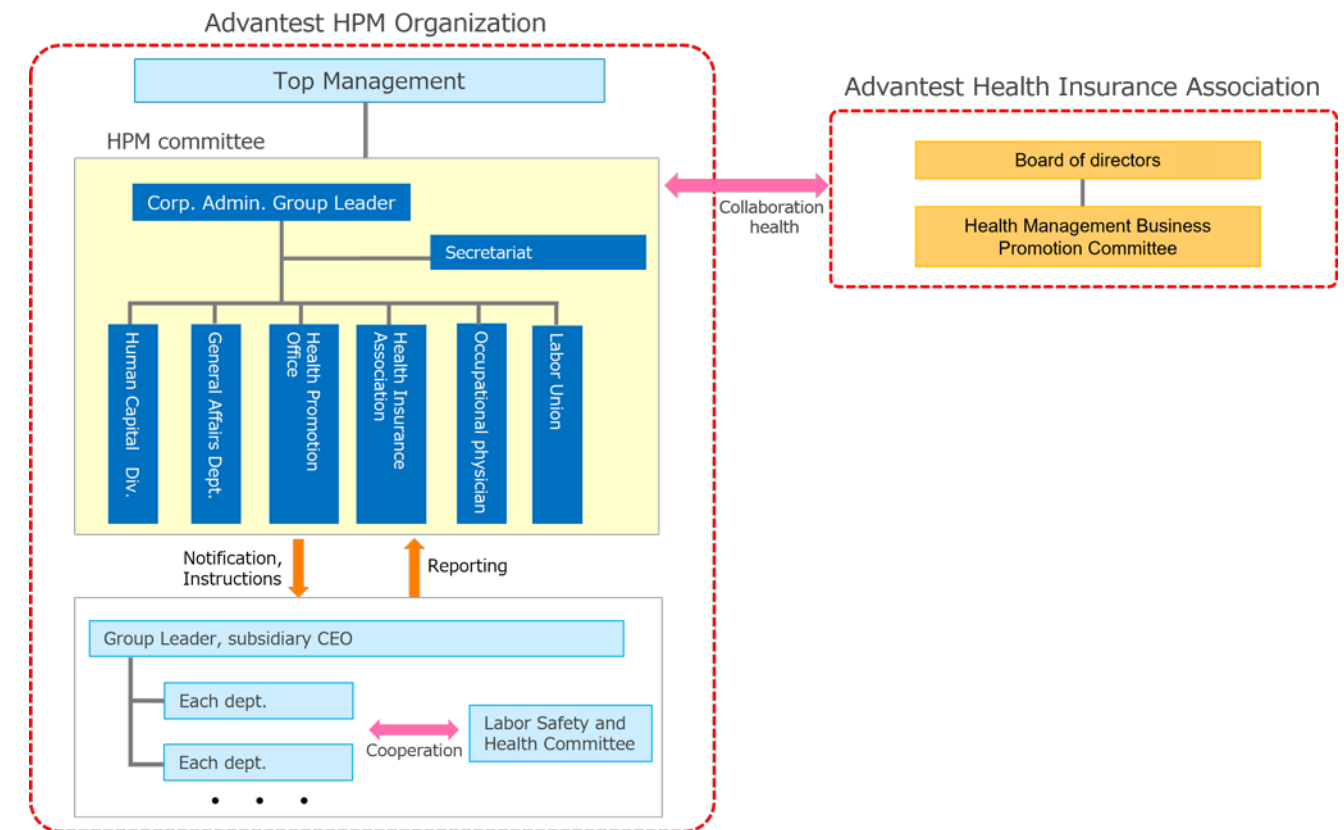 Advantest HPM Organization
Top Management
HPM committee
Corp. Admin. Group Leader
Secretariat
Human Capital Div.
General Affairs Dept.
Health Promotion
Office
Health Insurance
Association
Occupational physician
Labor Union
Notification,
Instructions
Reporting
Group Leader, subsidiary CEO
Each dept.
Each dept.
• • •
Cooperation
Labor Safety and
Health Committee
Collaboration
health
Advantest Health Insurance Association
Board of directors
Health Management Business
Promotion Committee